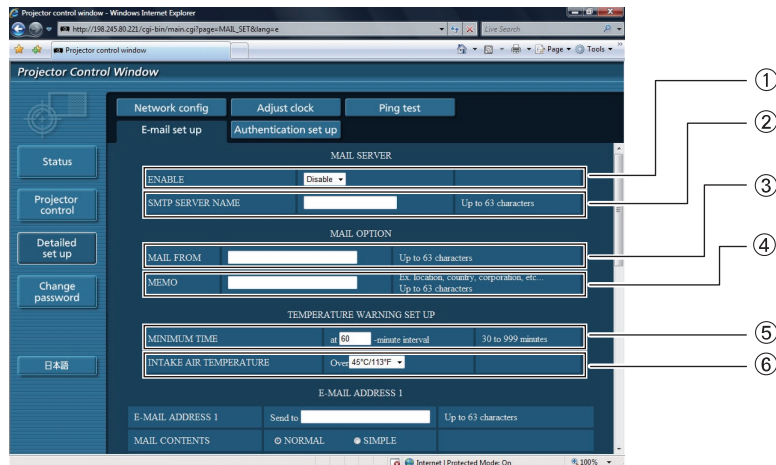 Projector control window - Windows Internet Explorer
http://198.245.80.221/cgi-bin/main.cgi?page=MAIL_SET&lang=e
Live Search
Projector control window
Page
Tools
Projector Control Window
Network config
Adjust clock
Ping test
E-mail set up
Authentication set up
Status
Projector control
Detailed set up
Change password
日本語
MAIL SERVER
ENABLE Disable
SMTP SERVER NAME Up to 63 characters
MAIL OPTION
MAIL FROM Up to 63 characters
MEMO Ex. location, country, corporation, etc...
Up to 63 characters
TEMPERATURE WARNING SET UP
MINIMUM TIME at 60 -minute interval 30 to 999 minutes
INTAKE AIR TEMPERATURE Over 45°C/113°F
E-MAIL ADDRESS 1
E-MAIL ADDRESS 1 Send to Up to 63 characters
MAIL CONTENTS NORMAL SIMPLE
Internet | Protected Mode: On
100%
①
②
③
④
⑤
⑥